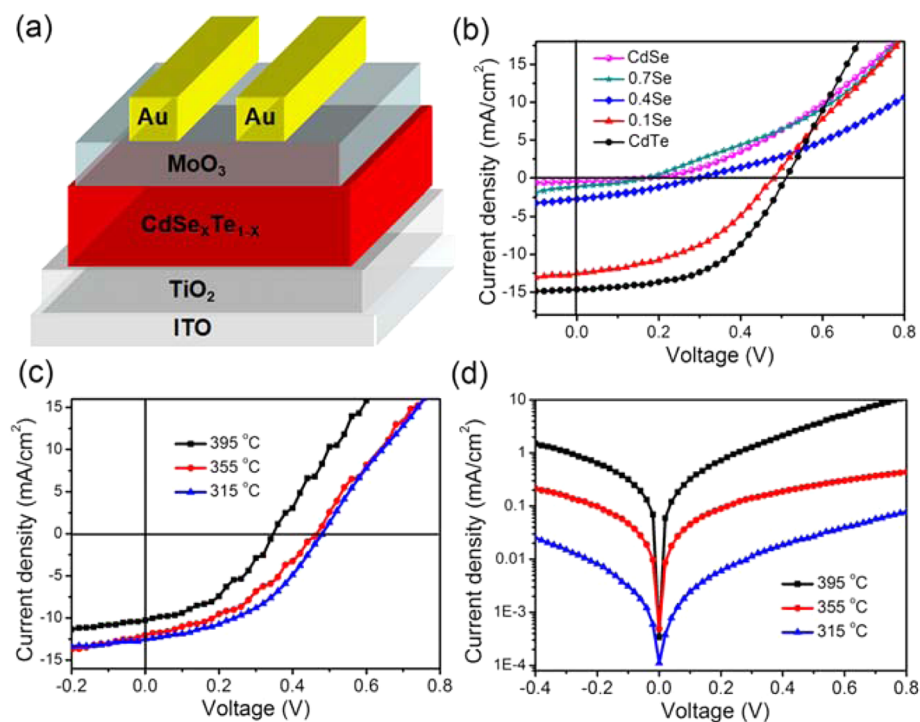 (a)
Au
Au
MoO₃
CdSeₓTe₁₋ₓ
TiO₂
ITO
(b)
CdSe
0.7Se
0.4Se
0.1Se
CdTe
Current density (mA/cm²)
15
10
5
0
-5
-10
-15
0.0 0.2 0.4 0.6 0.8
Voltage (V)
(c)
395 °C
355 °C
315 °C
Current density (mA/cm²)
15
10
5
0
-5
-10
-15
-0.2 0.0 0.2 0.4 0.6 0.8
Voltage (V)
(d)
Current density (mA/cm²)
10
1
0.1
0.01
1E-3
1E-4
395 °C
355 °C
315 °C
-0.4 -0.2 0.0 0.2 0.4 0.6 0.8
Voltage (V)